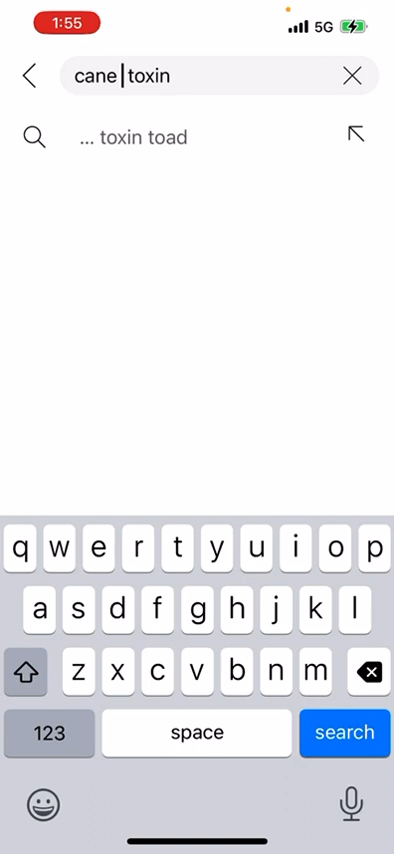 1:55 5G
cane toxin
... toxin toad
q w e r t y u i o p
a s d f g h j k l
z x c v b n m
123 space search